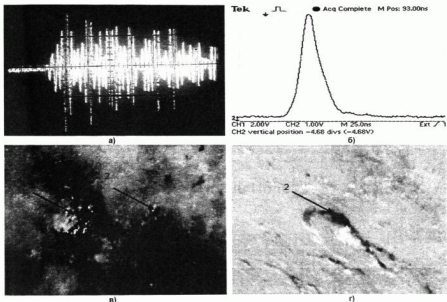 Tek
Acq Complete M Pos: 93.00ns
CH1 2.00V CH2 1.00V M 25.0ns Ext /
CH2 vertical position -4.68 divs (-4.68V)
а) б)
2
2
в) г)